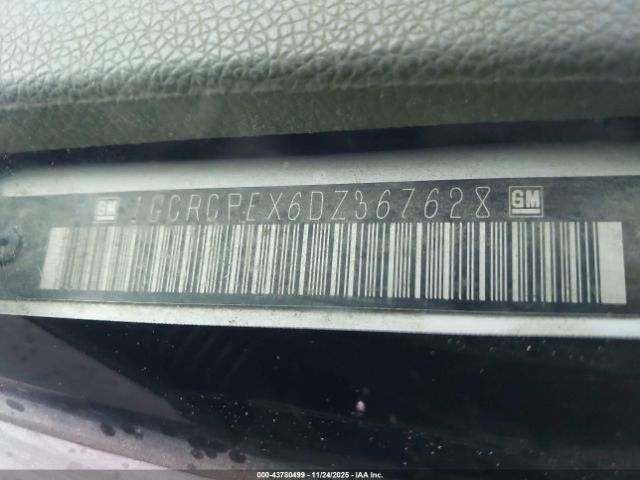 GM 1GCRCPEX6DZ367628 GM
000-43780499 - 11/24/2025 - IAA Inc.